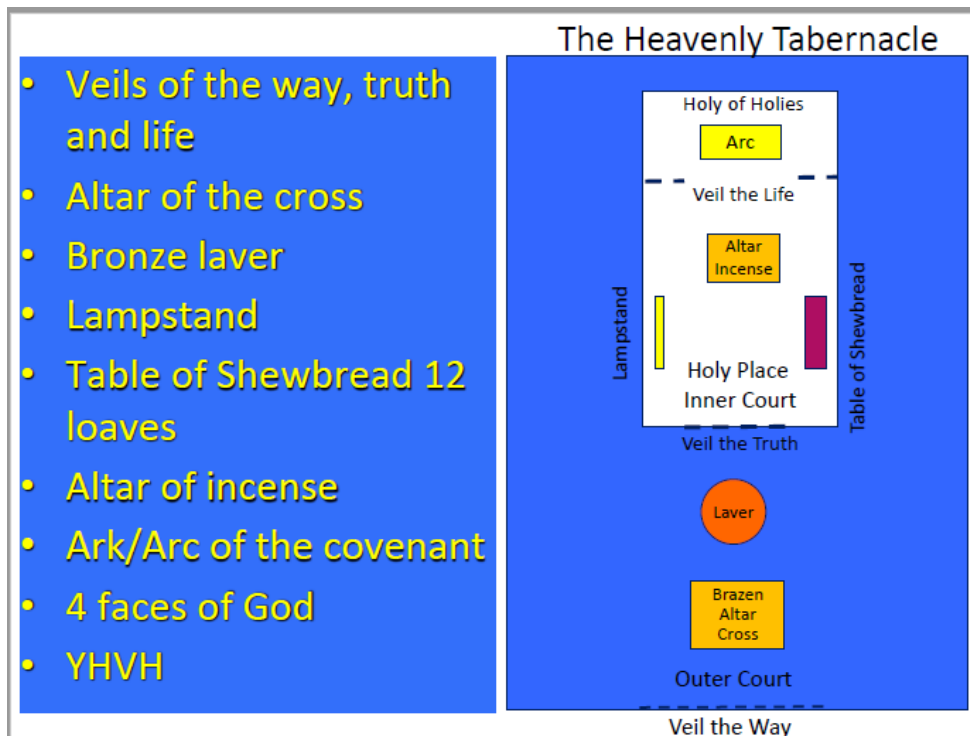 The Heavenly Tabernacle
• Veils of the way, truth
and life
• Altar of the cross
• Bronze laver
• Lampstand
• Table of Shewbread 12
loaves
• Altar of incense
• Ark/Arc of the covenant
• 4 faces of God
• YHVH
Holy of Holies
Arc
Veil the Life
Altar
Incense
Lampstand
Table of Shewbread
Holy Place
Inner Court
Veil the Truth
Laver
Brazen
Altar
Cross
Outer Court
Veil the Way